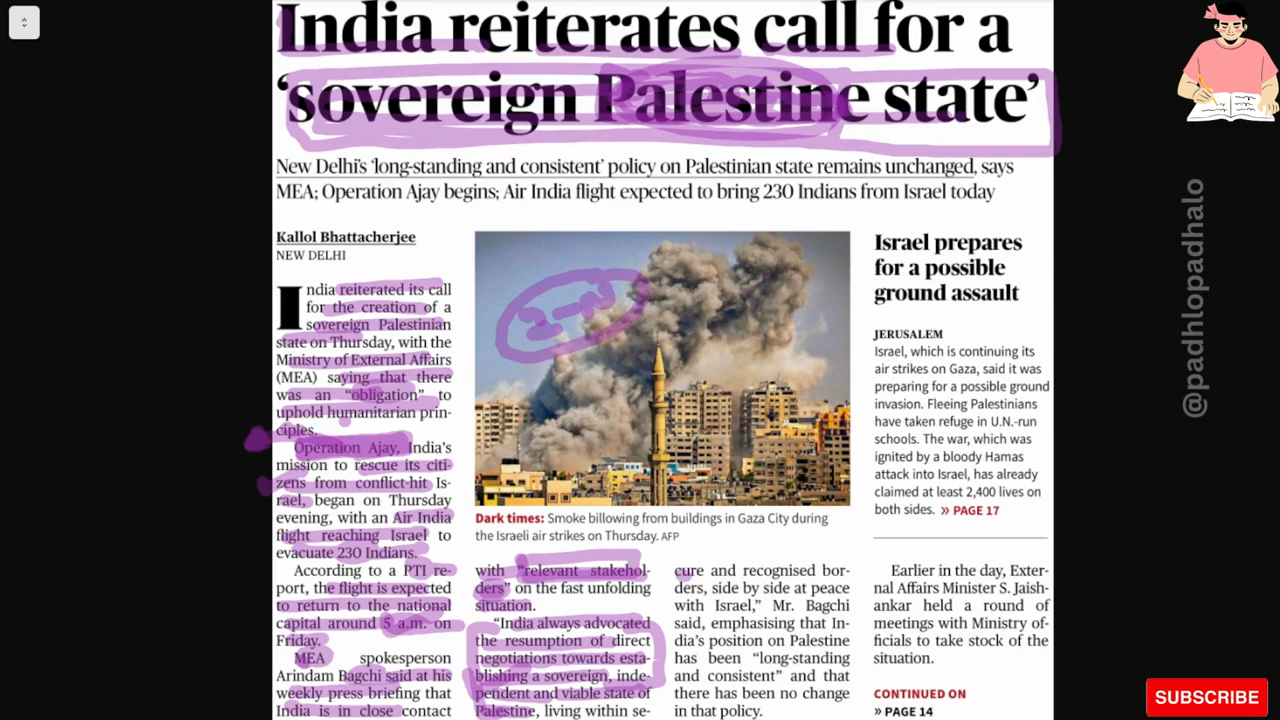 India reiterates call for a
‘sovereign Palestine state’
New Delhi’s ‘long-standing and consistent’ policy on Palestinian state remains unchanged, says
MEA; Operation Ajay begins; Air India flight expected to bring 230 Indians from Israel today
Kallol Bhattacherjee
NEW DELHI
India reiterated its call
for the creation of a
sovereign Palestinian
state on Thursday, with the
Ministry of External Affairs
(MEA) saying that there
was an “obligation” to
uphold humanitarian prin-
ciples.
Operation Ajay, India’s
mission to rescue its citi-
zens from conflict-hit Is-
rael, began on Thursday
evening, with an Air India
flight reaching Israel to
evacuate 230 Indians.
According to a PTI re-
port, the flight is expected
to return to the national
capital around 5 a.m. on
Friday.
MEA spokesperson
Arindam Bagchi said at his
weekly press briefing that
India is in close contact
Dark times: Smoke billowing from buildings in Gaza City during
the Israeli air strikes on Thursday. AFP
with “relevant stakehol-
ders” on the fast unfolding
situation.
“India always advocated
the resumption of direct
negotiations towards esta-
blishing a sovereign, inde-
pendent and viable state of
Palestine, living within se-
cure and recognised bor-
ders, side by side at peace
with Israel,” Mr. Bagchi
said, emphasising that In-
dia’s position on Palestine
has been “long-standing
and consistent” and that
there has been no change
in that policy.
Israel prepares
for a possible
ground assault
JERUSALEM
Israel, which is continuing its
air strikes on Gaza, said it was
preparing for a possible ground
invasion. Fleeing Palestinians
have taken refuge in U.N.-run
schools. The war, which was
ignited by a bloody Hamas
attack into Israel, has already
claimed at least 2,400 lives on
both sides. » PAGE 17
Earlier in the day, Exter-
nal Affairs Minister S. Jaish-
ankar held a round of
meetings with Ministry of-
ficials to take stock of the
situation.
CONTINUED ON
» PAGE 14
@padhlopadhalo
SUBSCRIBE